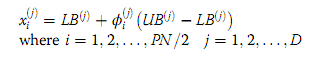 x_i^{(j)} = LB^{(j)} + ϕ_i^{(j)} (UB^{(j)} − LB^{(j)})
where i = 1, 2, . . . , PN/2 j = 1, 2, . . . , D